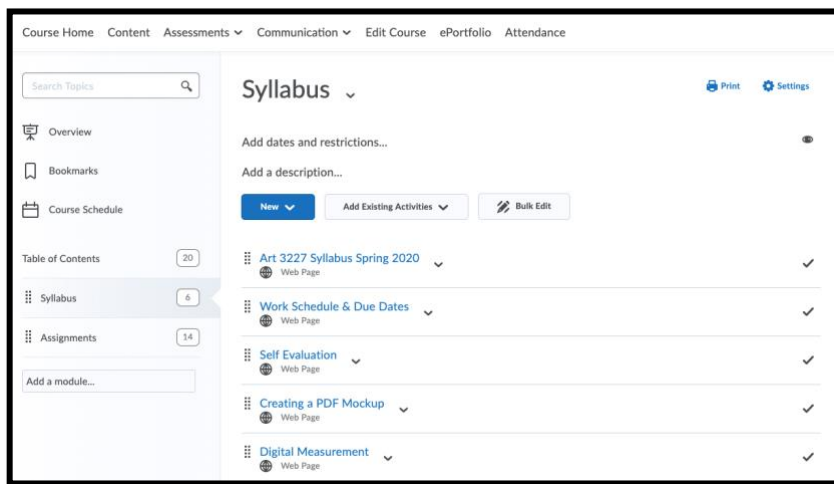 Course Home Content Assessments Communication Edit Course ePortfolio Attendance
Search Topics
Overview
Bookmarks
Course Schedule
Table of Contents 20
Syllabus 6
Assignments 14
Add a module...
Syllabus
Print Settings
Add dates and restrictions...
Add a description...
New Add Existing Activities Bulk Edit
Art 3227 Syllabus Spring 2020
Web Page
Work Schedule & Due Dates
Web Page
Self Evaluation
Web Page
Creating a PDF Mockup
Web Page
Digital Measurement
Web Page